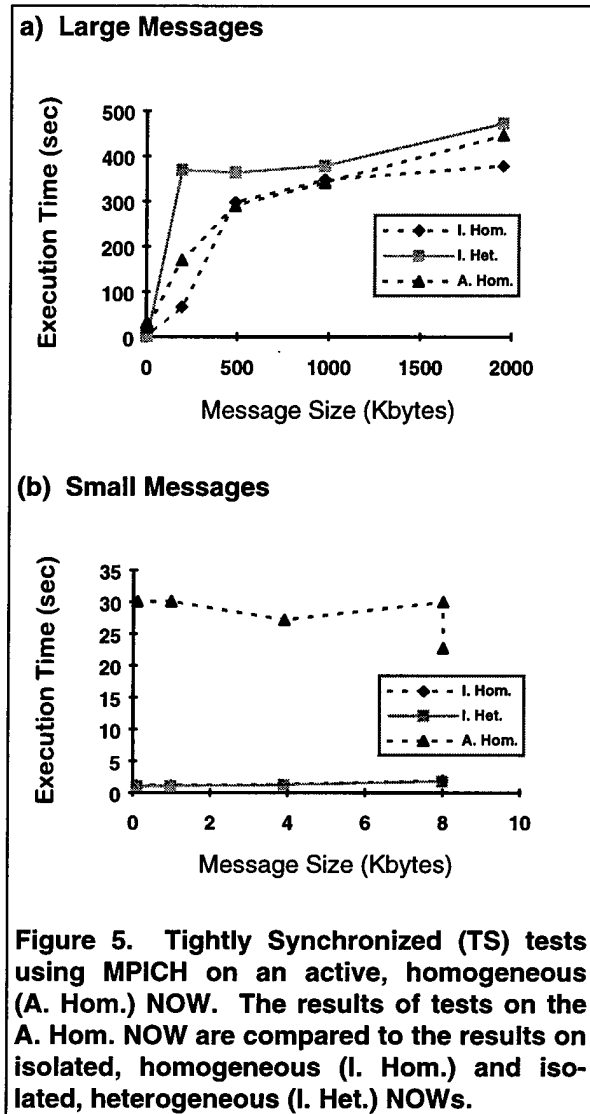 a) Large Messages
500
400
300
200
100
0
Execution Time (sec)
I. Hom.
I. Het.
A. Hom.
0 500 1000 1500 2000
Message Size (Kbytes)
(b) Small Messages
35
30
25
20
15
10
5
0
Execution Time (sec)
I. Hom.
I. Het.
A. Hom.
0 2 4 6 8 10
Message Size (Kbytes)
Figure 5. Tightly Synchronized (TS) tests
using MPICH on an active, homogeneous
(A. Hom.) NOW. The results of tests on the
A. Hom. NOW are compared to the results on
isolated, homogeneous (I. Hom.) and iso-
lated, heterogeneous (I. Het.) NOWs.